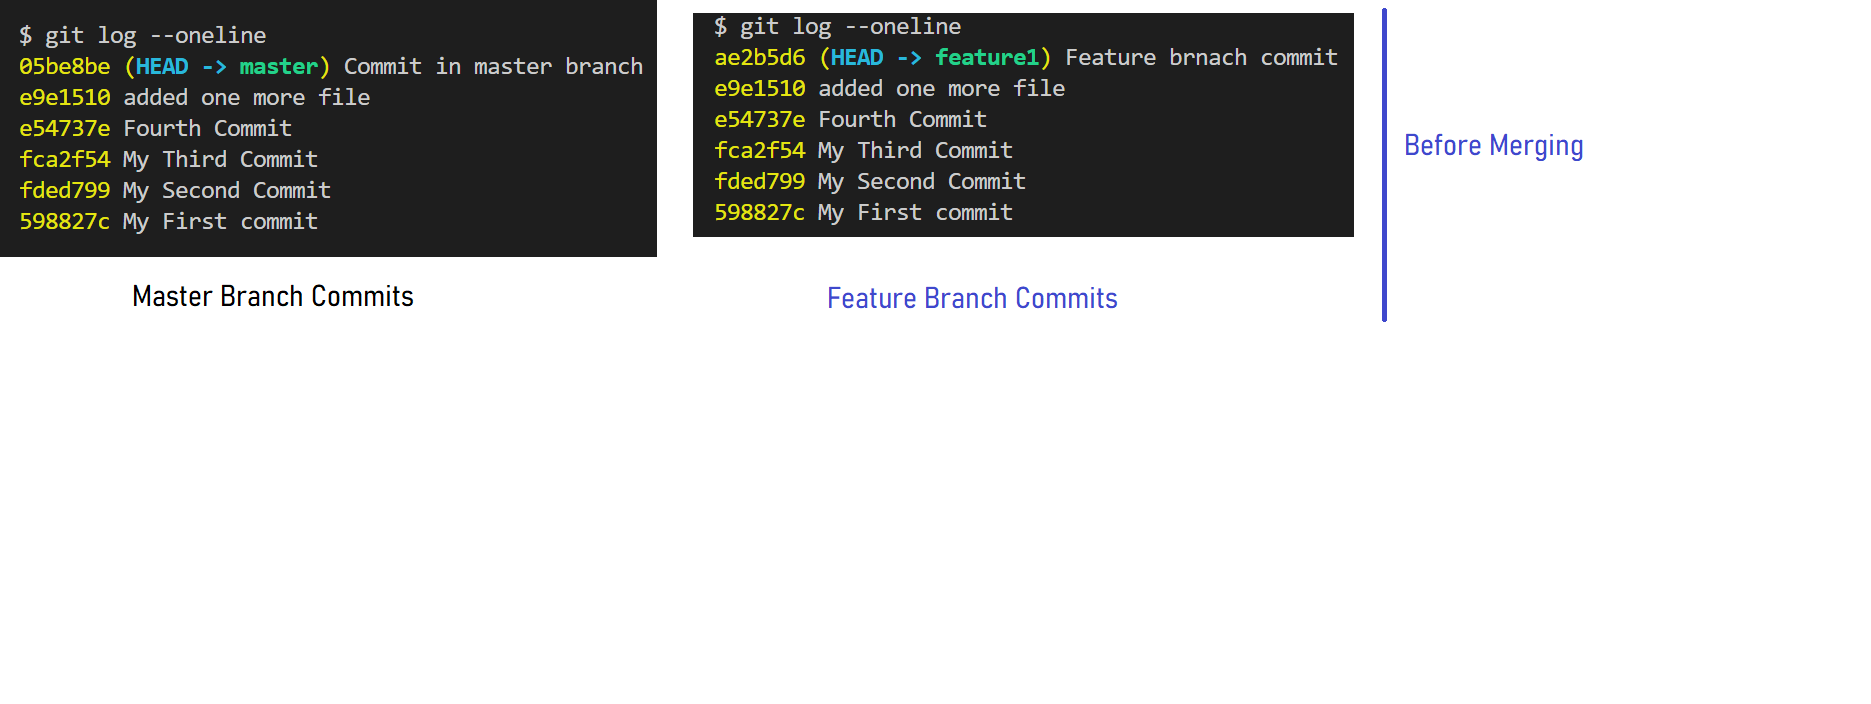 $ git log --oneline
05be8be (HEAD -> master) Commit in master branch
e9e1510 added one more file
e54737e Fourth Commit
fca2f54 My Third Commit
fded799 My Second Commit
598827c My First commit
Master Branch Commits
$ git log --oneline
ae2b5d6 (HEAD -> feature1) Feature brnach commit
e9e1510 added one more file
e54737e Fourth Commit
fca2f54 My Third Commit
fded799 My Second Commit
598827c My First commit
Feature Branch Commits
Before Merging